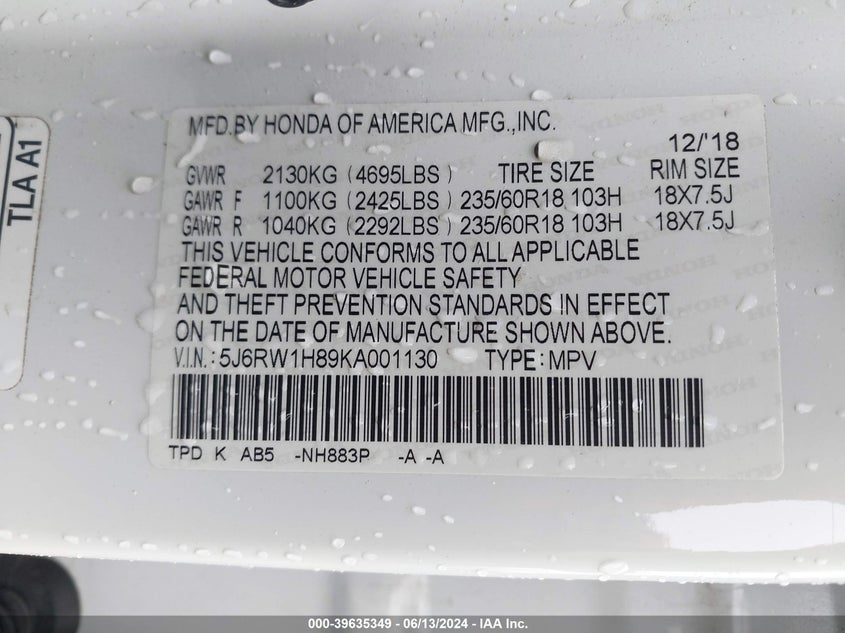 MFD.BY HONDA OF AMERICA MFG.,INC.
12/'18
GVWR 2130KG (4695LBS) TIRE SIZE RIM SIZE
GAWR F 1100KG (2425LBS) 235/60R18 103H 18X7.5J
GAWR R 1040KG (2292LBS) 235/60R18 103H 18X7.5J
THIS VEHICLE CONFORMS TO ALL APPLICABLE
FEDERAL MOTOR VEHICLE SAFETY
AND THEFT PREVENTION STANDARDS IN EFFECT
ON THE DATE OF MANUFACTURE SHOWN ABOVE.
V.I.N.: 5J6RW1H89KA001130 TYPE: MPV
TPD K AB5 -NH883P -A -A
TLA A1
000-39635349 - 06/13/2024 - IAA Inc.